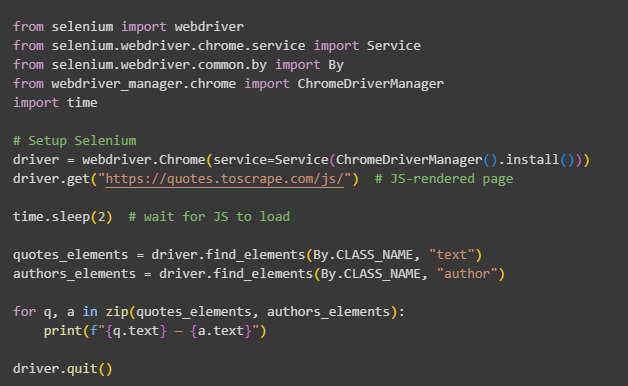 from selenium import webdriver
from selenium.webdriver.chrome.service import Service
from selenium.webdriver.common.by import By
from webdriver_manager.chrome import ChromeDriverManager
import time

# Setup Selenium
driver = webdriver.Chrome(service=Service(ChromeDriverManager().install()))
driver.get("https://quotes.toscrape.com/js/")  # JS-rendered page

time.sleep(2)  # wait for JS to load

quotes_elements = driver.find_elements(By.CLASS_NAME, "text")
authors_elements = driver.find_elements(By.CLASS_NAME, "author")

for q, a in zip(quotes_elements, authors_elements):
    print(f"{q.text} — {a.text}")

driver.quit()